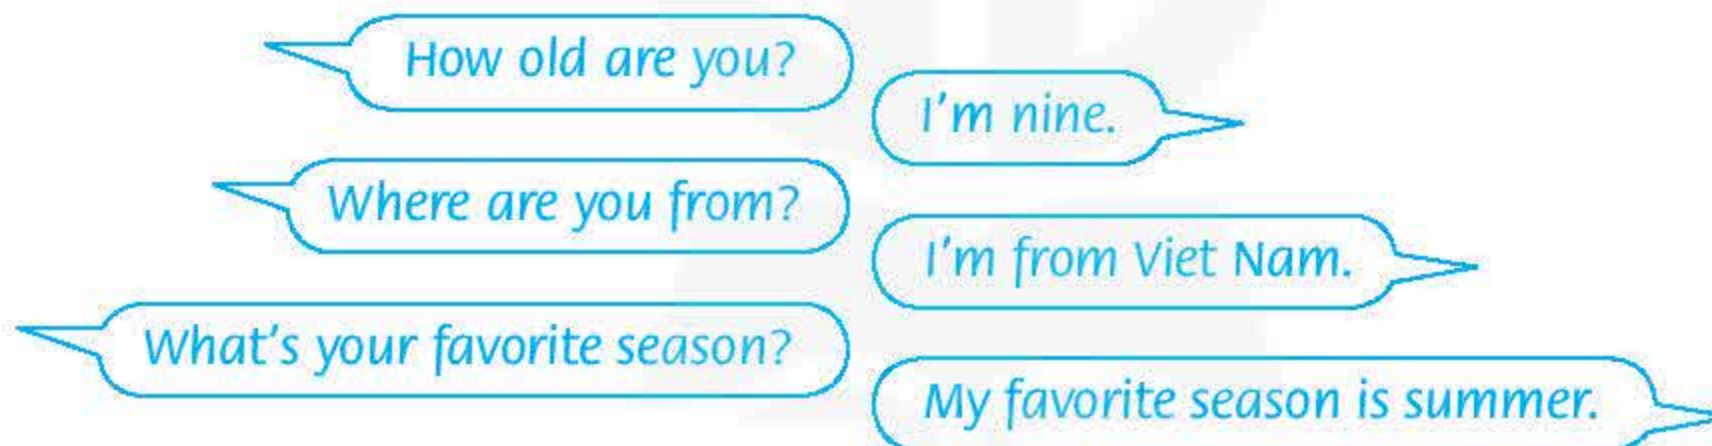 How old are you?
I'm nine.
Where are you from?
I'm from Viet Nam.
What's your favorite season?
My favorite season is summer.